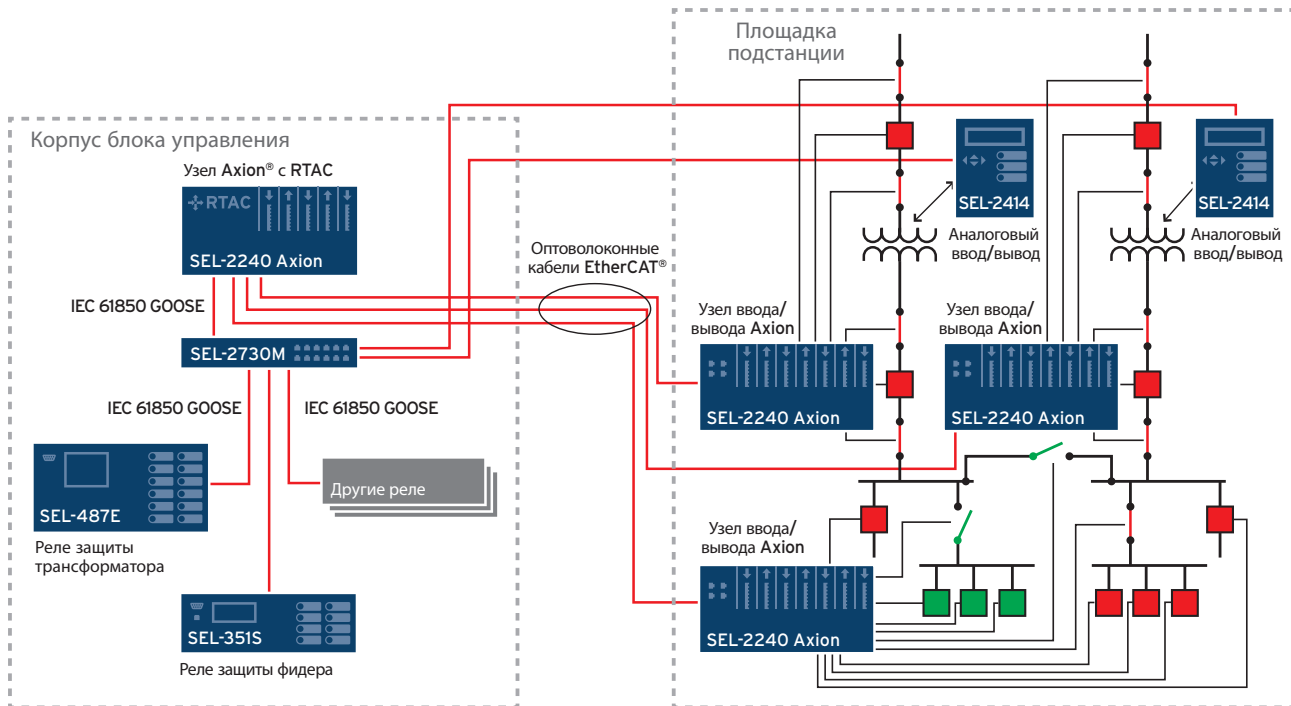 Площадка
подстанции
Корпус блока управления
Узел Axion® с RTAC
RTAC
SEL-2240 Axion
SEL-2414
Аналоговый
ввод/вывод
SEL-2414
Аналоговый
ввод/вывод
Оптоволоконные
кабели EtherCAT®
IEC 61850 GOOSE
SEL-2730M
Узел ввода/
вывода Axion
SEL-2240 Axion
Узел ввода/
вывода Axion
SEL-2240 Axion
IEC 61850 GOOSE
IEC 61850 GOOSE
SEL-487E
Реле защиты
трансформатора
Другие реле
SEL-351S
Реле защиты фидера
Узел ввода/
вывода Axion
SEL-2240 Axion